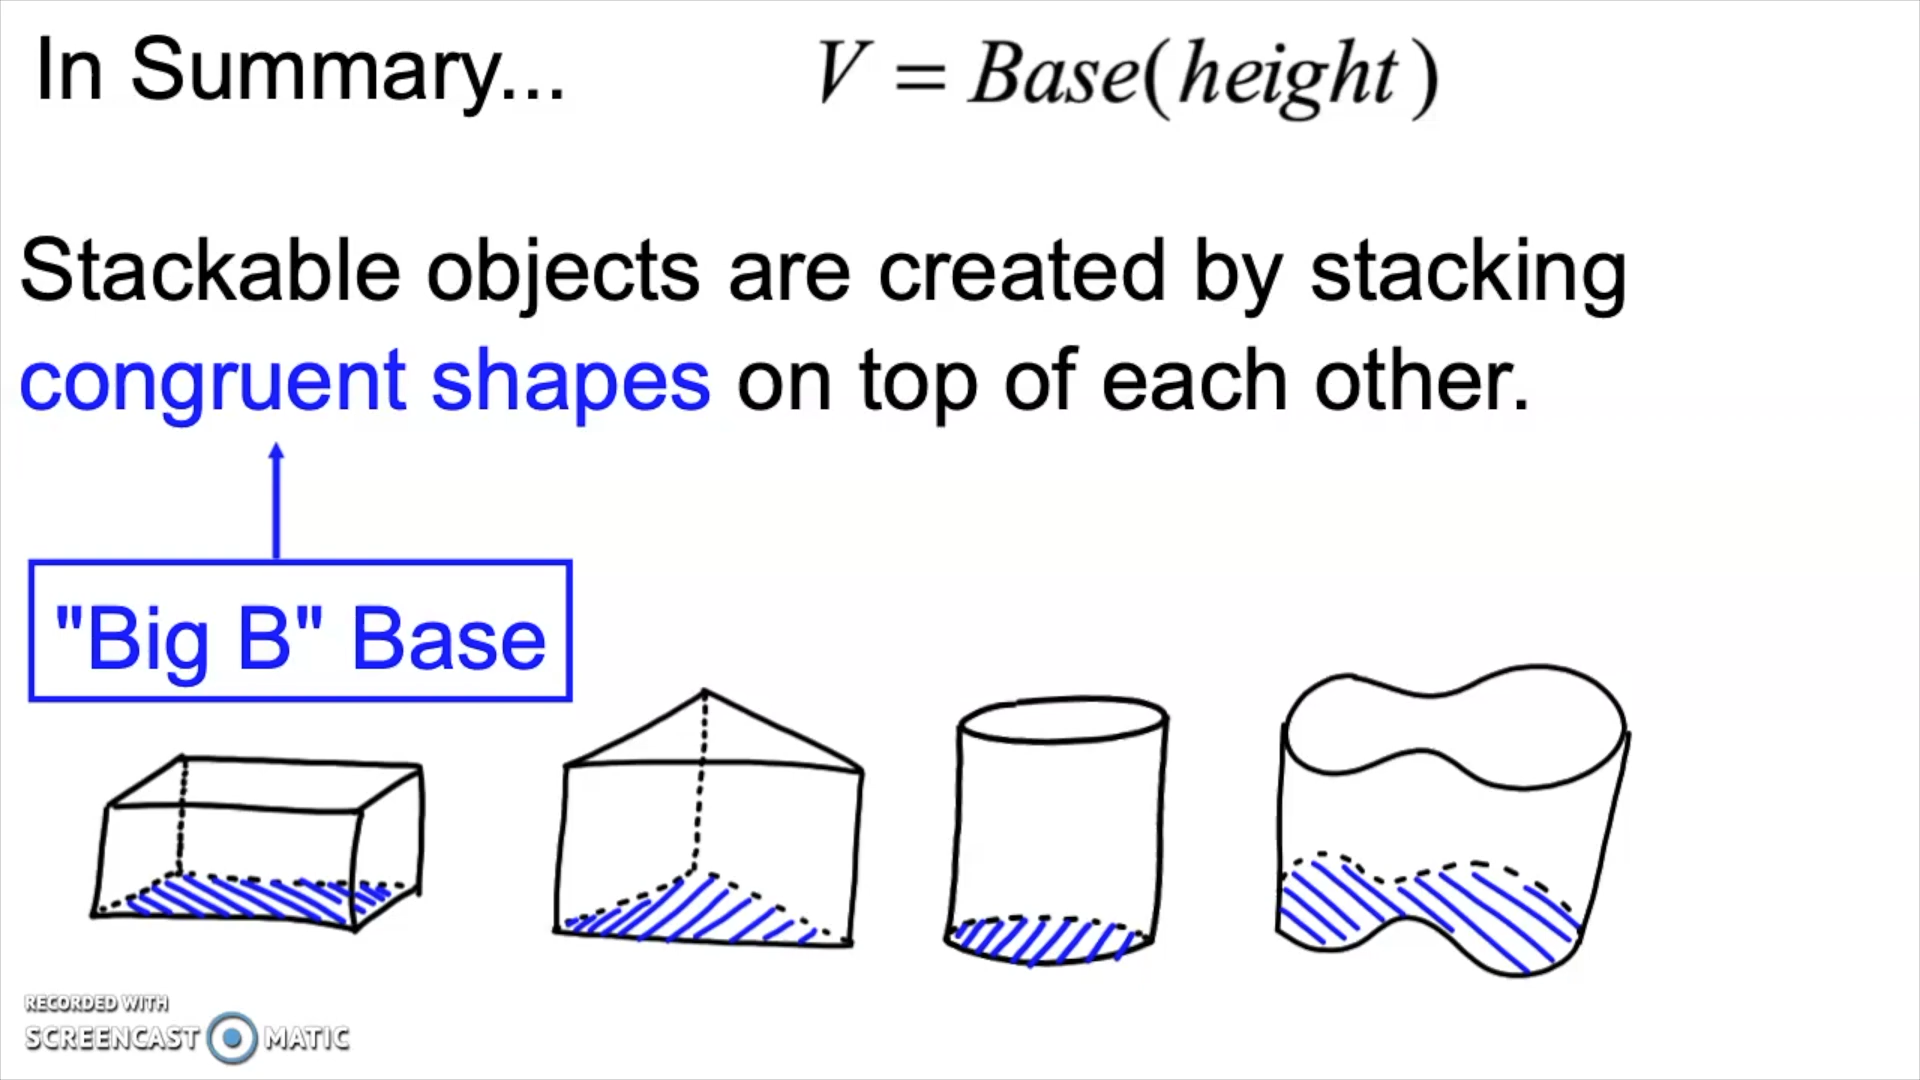 In Summary...
V = Base(height)
Stackable objects are created by stacking
congruent shapes on top of each other.
"Big B" Base
RECORDED WITH
SCREENCAST MATIC